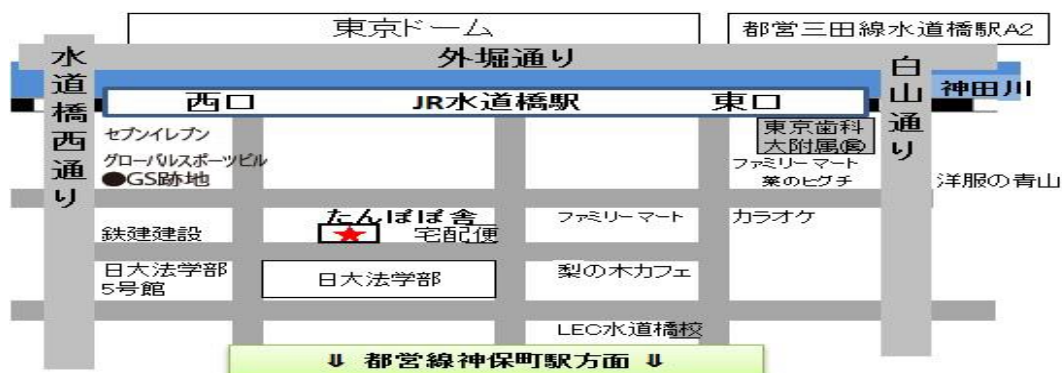 東京ドーム
都営三田線水道橋駅A2
外堀通り
水道橋西通り
白山通り
神田川
西口
JR水道橋駅
東口
セブンイレブン
グローバルスポーツビル
●GS跡地
東京歯科
大附属㊩
ファミリーマート
薬のヒグチ
洋服の青山
たんぽぽ舎
★
宅配便
鉄建建設
ファミリーマート
カラオケ
日大法学部
5号館
日大法学部
梨の木カフェ
LEC水道橋校
⇓ 都営線神保町駅方面 ⇓